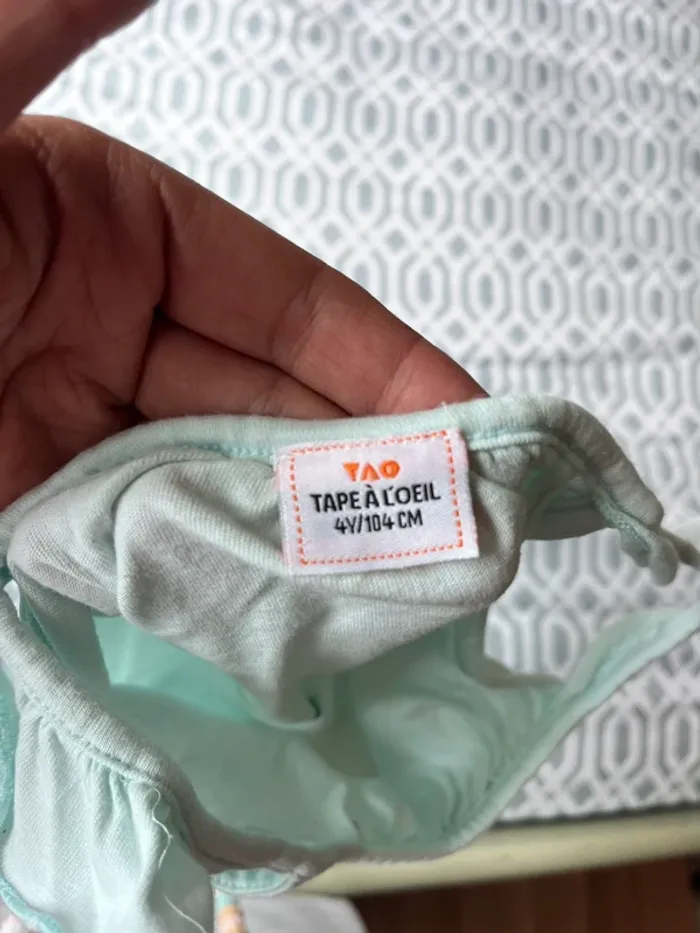 TAO
TAPE À L'OEIL
4Y/104 CM